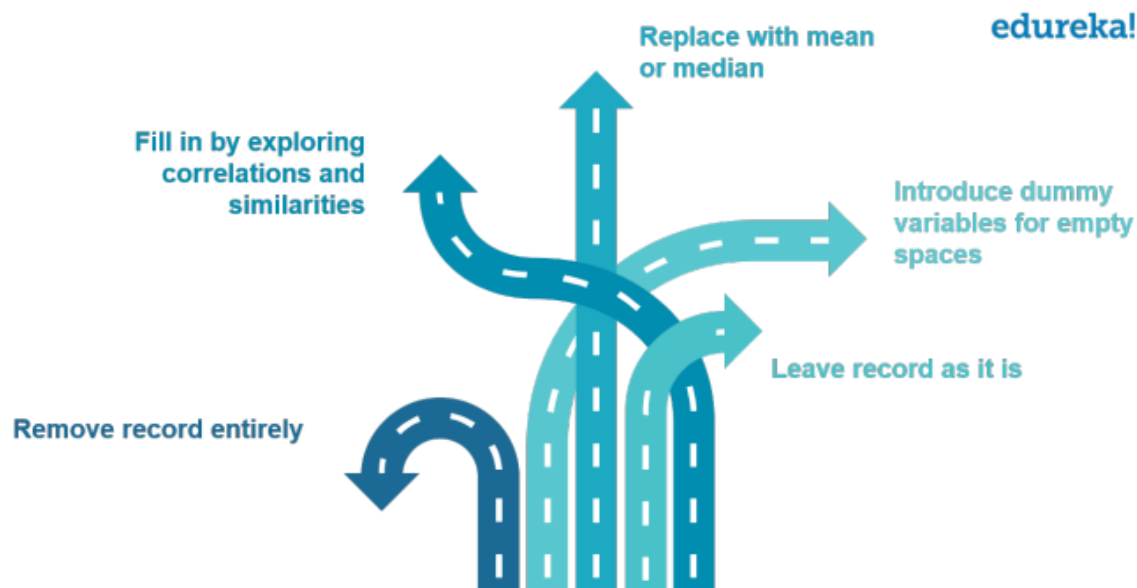 edureka!
Replace with mean
or median
Fill in by exploring
correlations and
similarities
Introduce dummy
variables for empty
spaces
Leave record as it is
Remove record entirely